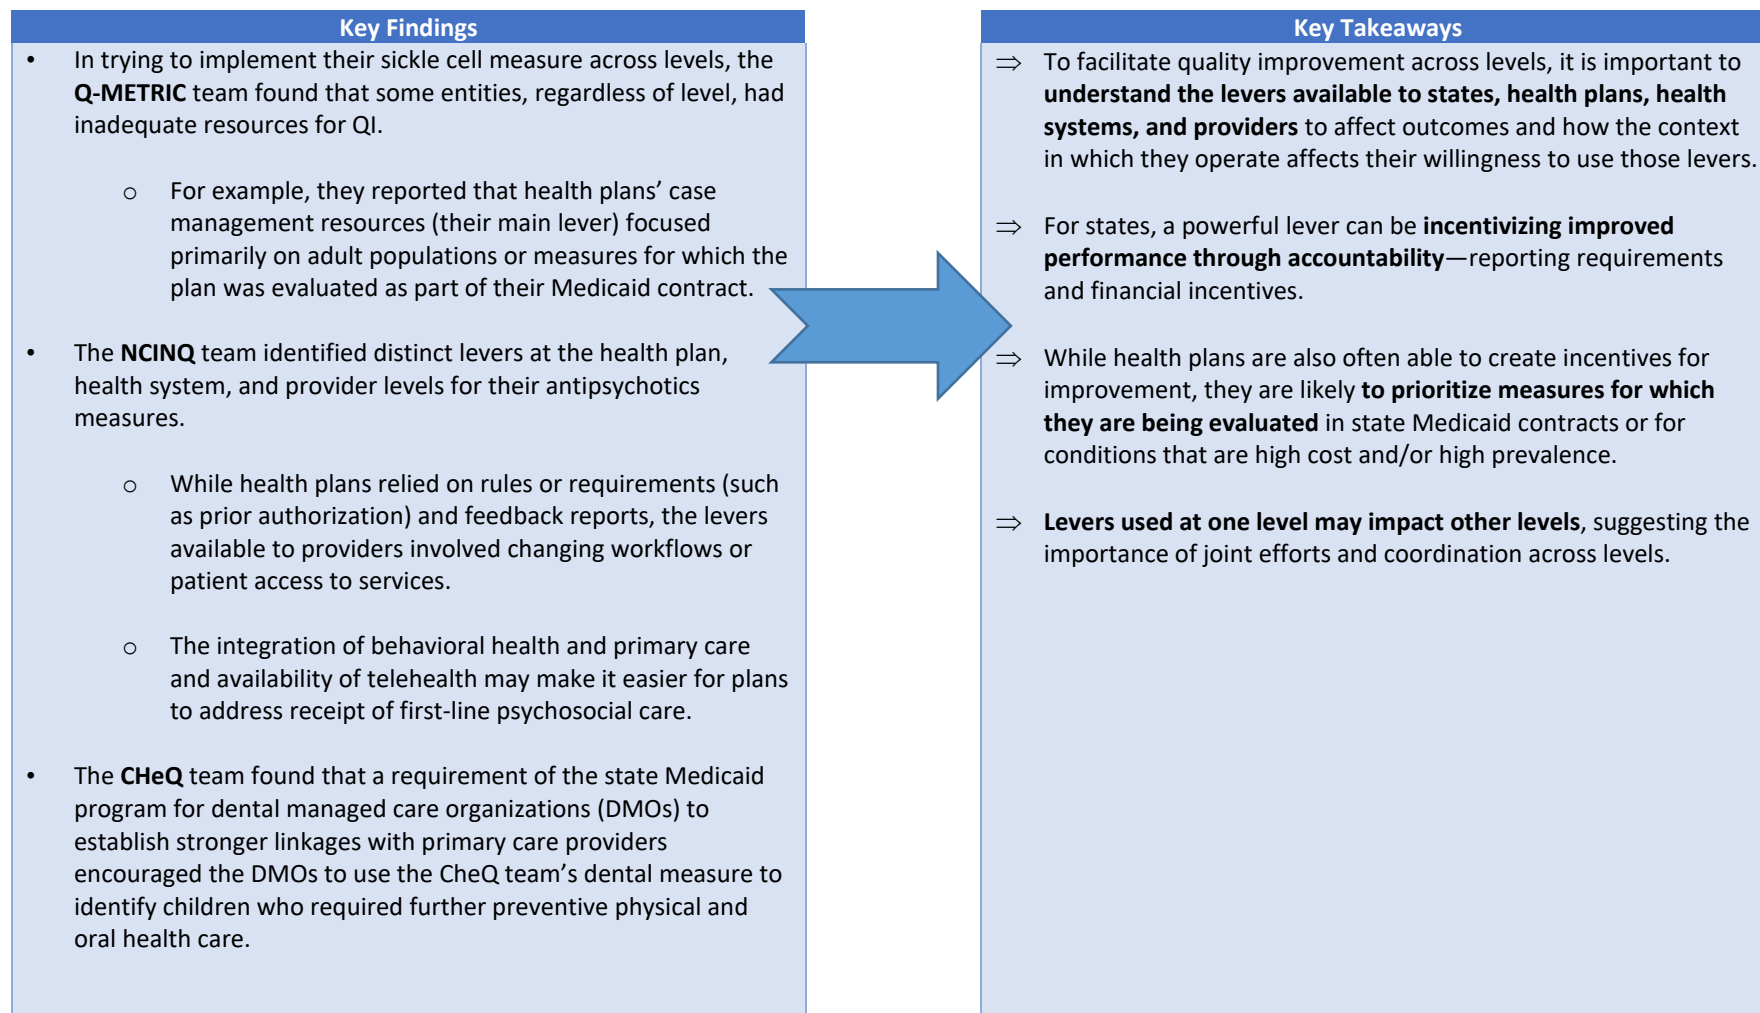 Key Findings
• In trying to implement their sickle cell measure across levels, the
Q-METRIC team found that some entities, regardless of level, had
inadequate resources for QI.
o For example, they reported that health plans’ case
management resources (their main lever) focused
primarily on adult populations or measures for which the
plan was evaluated as part of their Medicaid contract.
• The NCINQ team identified distinct levers at the health plan,
health system, and provider levels for their antipsychotics
measures.
o While health plans relied on rules or requirements (such
as prior authorization) and feedback reports, the levers
available to providers involved changing workflows or
patient access to services.
o The integration of behavioral health and primary care
and availability of telehealth may make it easier for plans
to address receipt of first-line psychosocial care.
• The CHeQ team found that a requirement of the state Medicaid
program for dental managed care organizations (DMOs) to
establish stronger linkages with primary care providers
encouraged the DMOs to use the CheQ team’s dental measure to
identify children who required further preventive physical and
oral health care.
Key Takeaways
⇒ To facilitate quality improvement across levels, it is important to
understand the levers available to states, health plans, health
systems, and providers to affect outcomes and how the context
in which they operate affects their willingness to use those levers.
⇒ For states, a powerful lever can be incentivizing improved
performance through accountability—reporting requirements
and financial incentives.
⇒ While health plans are also often able to create incentives for
improvement, they are likely to prioritize measures for which
they are being evaluated in state Medicaid contracts or for
conditions that are high cost and/or high prevalence.
⇒ Levers used at one level may impact other levels, suggesting the
importance of joint efforts and coordination across levels.